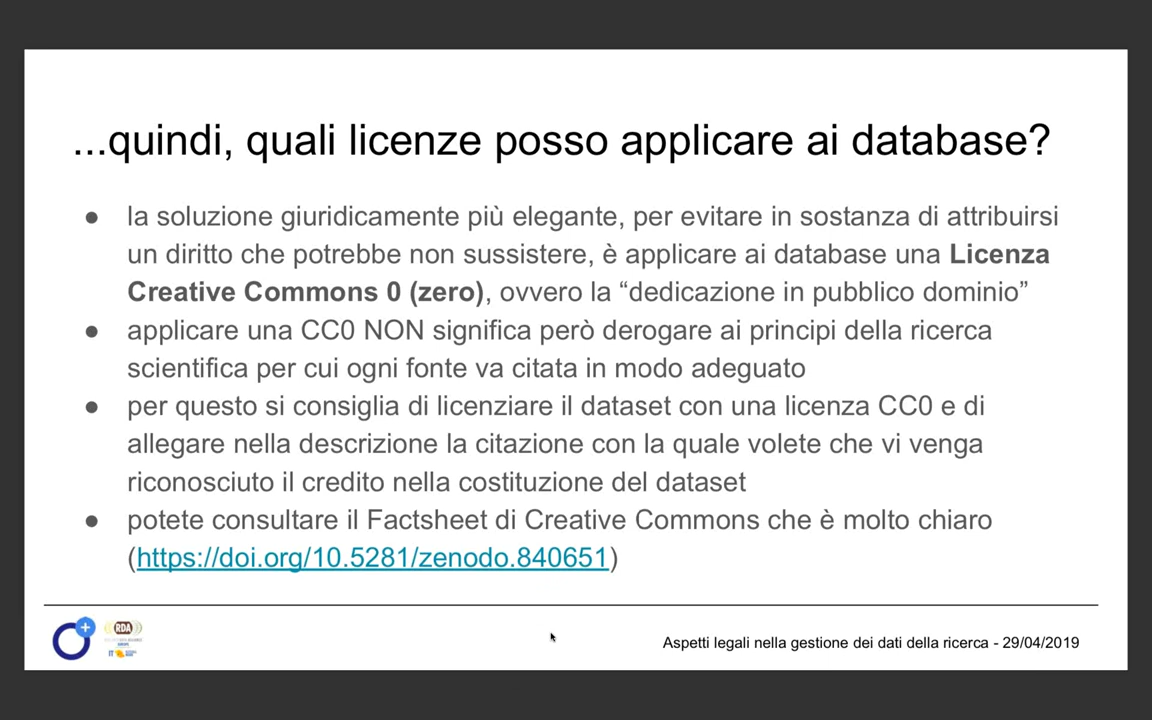 ...quindi, quali licenze posso applicare ai database?
● la soluzione giuridicamente più elegante, per evitare in sostanza di attribuirsi
un diritto che potrebbe non sussistere, è applicare ai database una Licenza
Creative Commons 0 (zero), ovvero la “dedicazione in pubblico dominio”
● applicare una CC0 NON significa però derogare ai principi della ricerca
scientifica per cui ogni fonte va citata in modo adeguato
● per questo si consiglia di licenziare il dataset con una licenza CC0 e di
allegare nella descrizione la citazione con la quale volete che vi venga
riconosciuto il credito nella costituzione del dataset
● potete consultare il Factsheet di Creative Commons che è molto chiaro
(https://doi.org/10.5281/zenodo.840651)
RDA
Aspetti legali nella gestione dei dati della ricerca - 29/04/2019